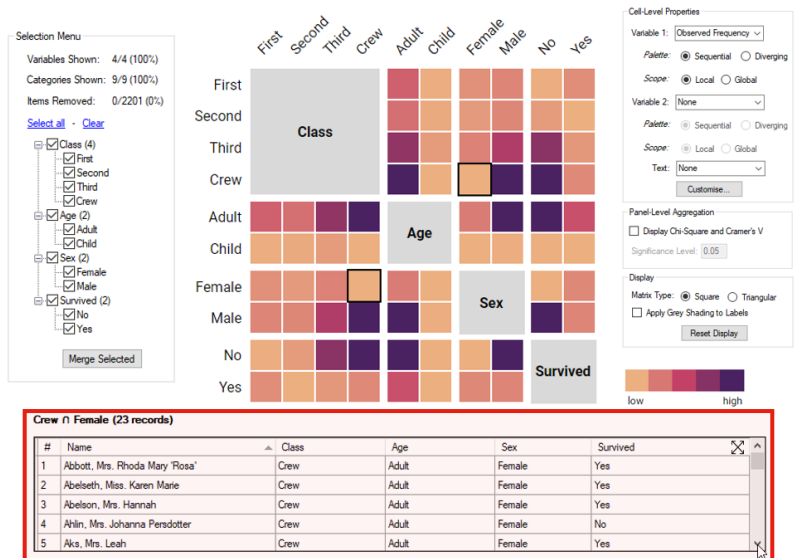 Selection Menu
Variables Shown: 4/4 (100%)
Categories Shown: 9/9 (100%)
Items Removed: 0/2201 (0%)
Select all - Clear
Class (4)
First
Second
Third
Crew
Age (2)
Adult
Child
Sex (2)
Female
Male
Survived (2)
No
Yes
Merge Selected
First Second Third Crew Adult Child Female Male No Yes
First
Second
Third
Crew
Adult
Child
Female
Male
No
Yes
Class
Age
Sex
Survived
Cell-Level Properties
Variable 1: Observed Frequency
Palette: Sequential Diverging
Scope: Local Global
Variable 2: None
Palette: Sequential Diverging
Scope: Local Global
Text: None
Customise...
Panel-Level Aggregation
Display Chi-Square and Cramer's V
Significance Level: 0.05
Display
Matrix Type: Square Triangular
Apply Grey Shading to Labels
Reset Display
low high
Crew ∩ Female (23 records)
# Name Class Age Sex Survived
1 Abbott, Mrs. Rhoda Mary 'Rosa' Crew Adult Female Yes
2 Abelseth, Miss. Karen Marie Crew Adult Female Yes
3 Abelson, Mrs. Hannah Crew Adult Female Yes
4 Ahlin, Mrs. Johanna Persdotter Crew Adult Female No
5 Aks, Mrs. Leah Crew Adult Female Yes